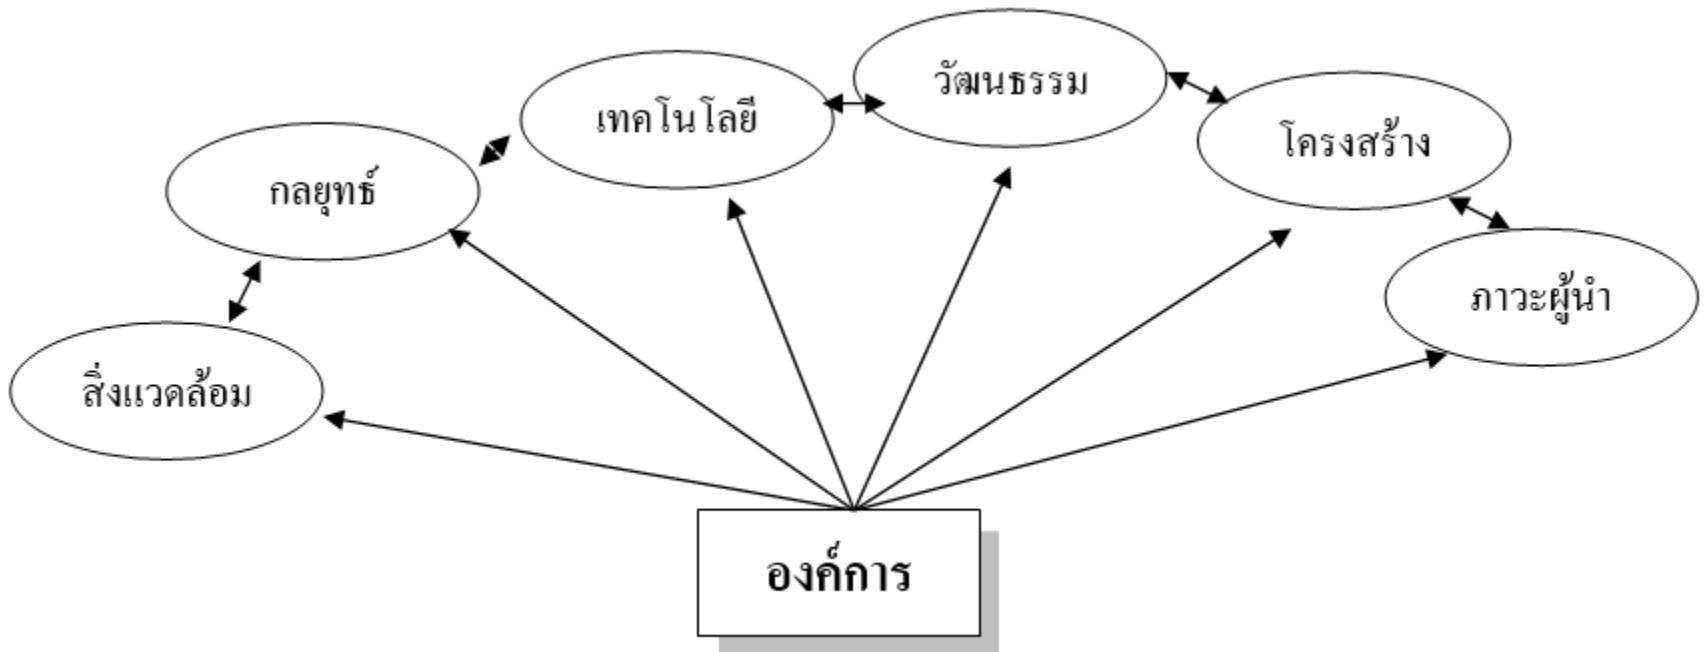 วัฒนธรรม
เทคโนโลยี
โครงสร้าง
กลยุทธ์
ภาวะผู้นำ
สิ่งแวดล้อม
องค์การ